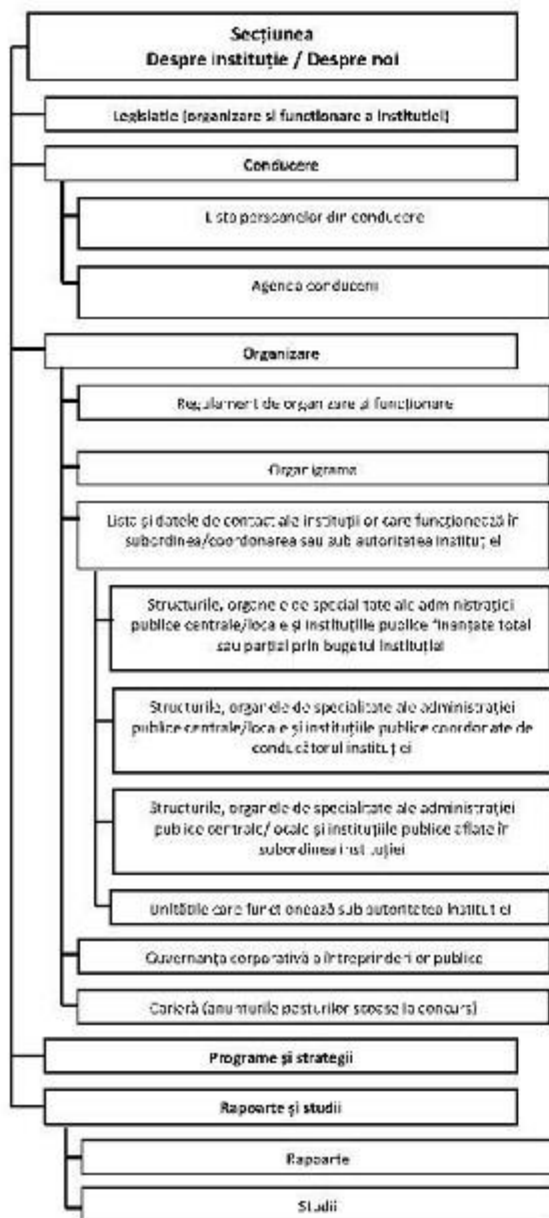 Secțiunea
Despre instituție / Despre noi
Legislatie (organizare si functionare a institutiei)
Conducere
Lista persoanelor din conducere
Agenda conducerii
Organizare
Regulament de organizare și funcționare
Organigrama
Lista și datele de contact ale instituțiilor care funcționează în
subordinea/coordonarea sau sub autoritatea instituției
Structurile, organele de specialitate ale administrației
publice centrale/locale și instituțiile publice finanțate total
sau parțial prin bugetul instituției
Structurile, organele de specialitate ale administrației
publice centrale/locale și instituțiile publice coordonate de
conducătorul instituției
Structurile, organele de specialitate ale administrației
publice centrale/locale și instituțiile publice aflate în
subordinea instituției
Unitățile care funcționează sub autoritatea instituției
Guvernanța corporativă a întreprinderilor publice
Carieră (anunțurile posturilor scoase la concurs)
Programe și strategii
Rapoarte și studii
Rapoarte
Studii